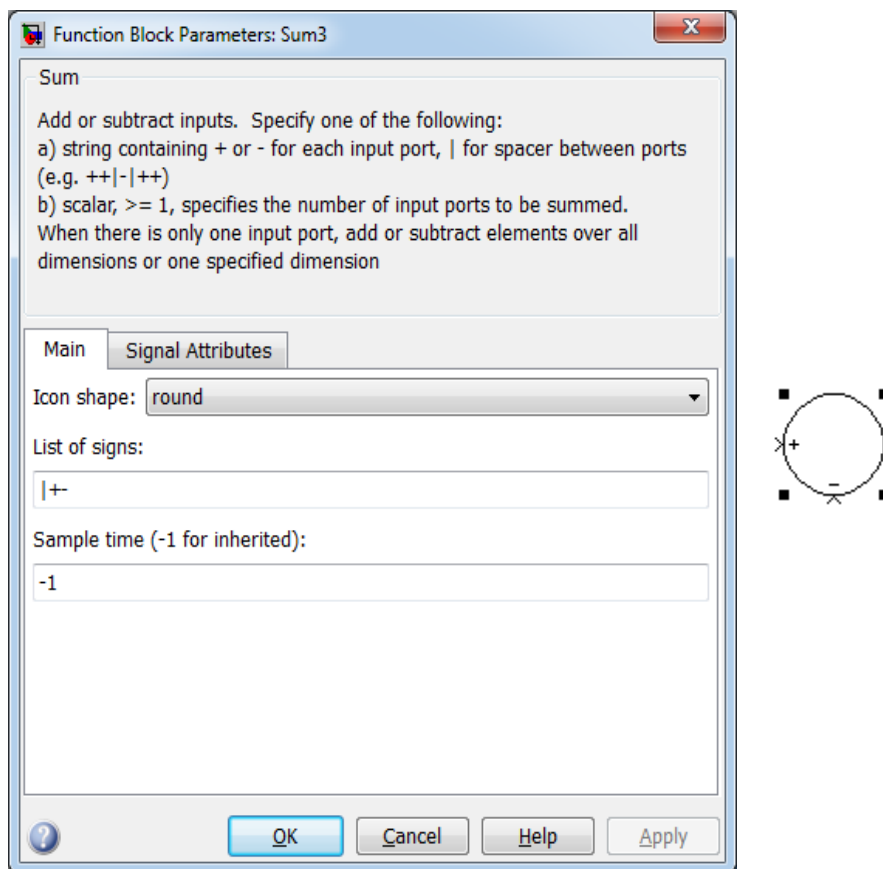 Function Block Parameters: Sum3
X
Sum
Add or subtract inputs.  Specify one of the following:
a) string containing + or - for each input port, | for spacer between ports
(e.g. ++|-|++)
b) scalar, >= 1, specifies the number of input ports to be summed.
When there is only one input port, add or subtract elements over all
dimensions or one specified dimension
Main Signal Attributes
Icon shape: round
List of signs:
|+-
Sample time (-1 for inherited):
-1
? OK Cancel Help Apply
+
-